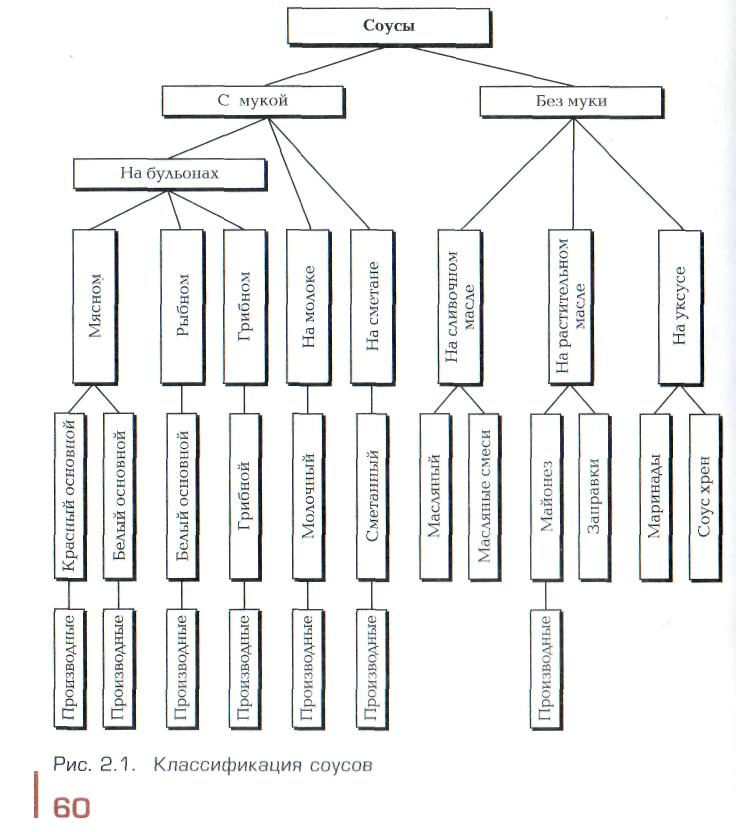 Соусы
С мукой
Без муки
На бульонах
Мясном
Рыбном
Грибном
На молоке
На сметане
На сливочном
масле
На растительном
масле
На уксусе
Красный основной
Белый основной
Белый основной
Грибной
Молочный
Сметанный
Масляный
Масляные смеси
Майонез
Заправки
Маринады
Соус хрен
Производные
Производные
Производные
Производные
Производные
Производные
Производные
Рис. 2.1. Классификация соусов
60